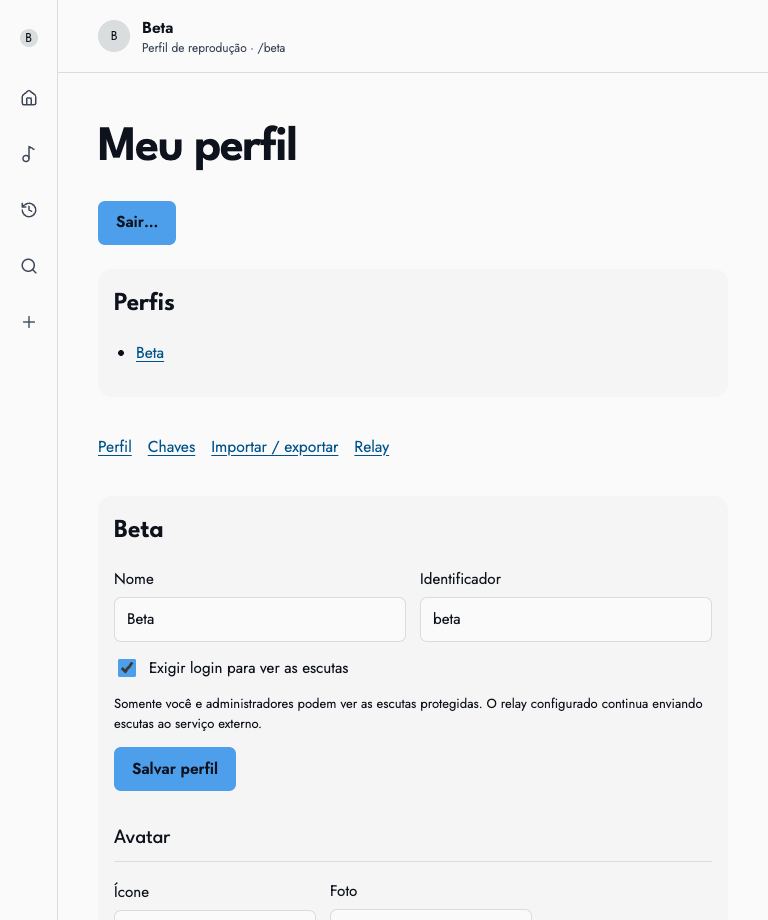 B
B
Beta
Perfil de reprodução · /beta
Meu perfil
Sair...
Perfis
Beta
Perfil
Chaves
Importar / exportar
Relay
Beta
Nome
Identificador
Beta
beta
Exigir login para ver as escutas
Somente você e administradores podem ver as escutas protegidas. O relay configurado continua enviando
escutas ao serviço externo.
Salvar perfil
Avatar
Ícone
Foto